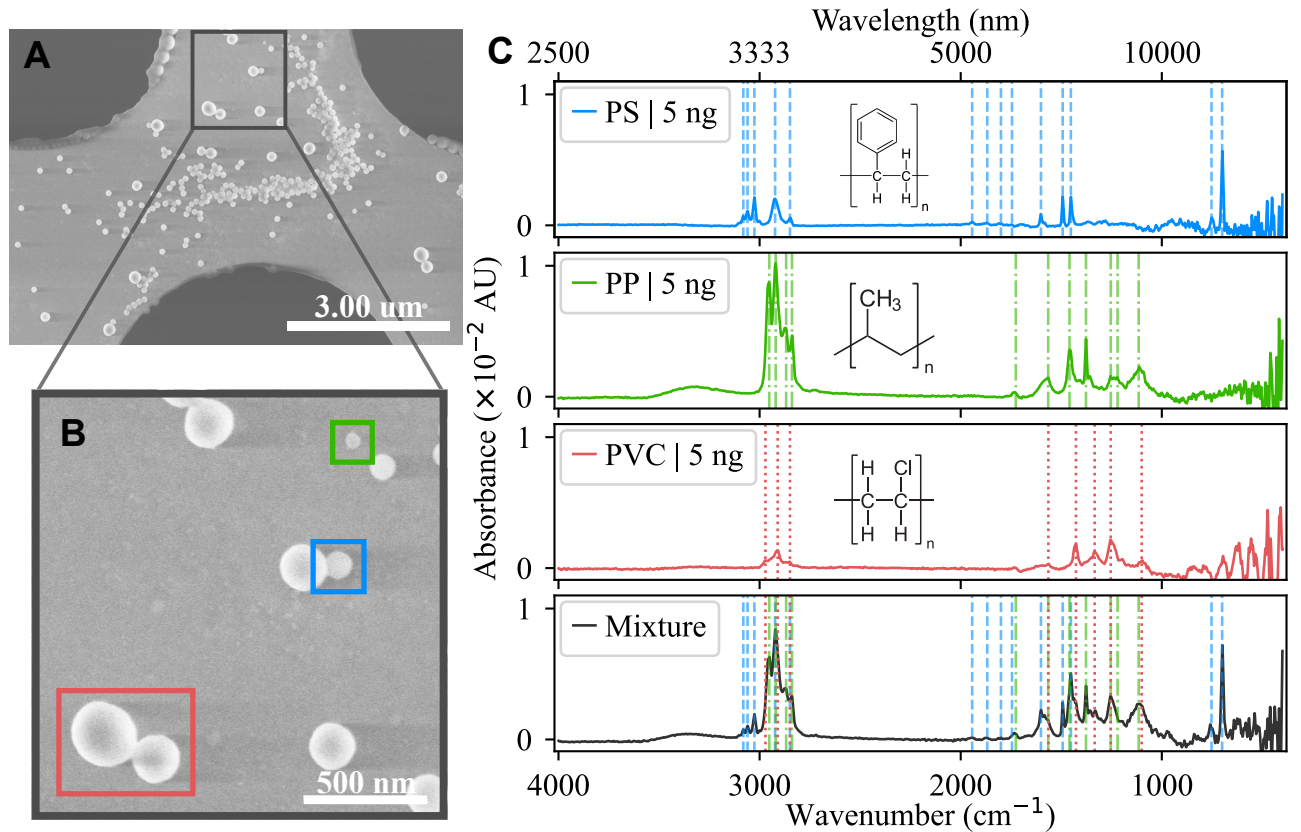 A
3.00 um
B
500 nm
C
Wavelength (nm)
2500 3333 5000 10000
Absorbance (×10⁻² AU)
1
PS | 5 ng
0
C C
H H H
n
1
PP | 5 ng
0
CH₃
n
1
PVC | 5 ng
0
H Cl
C C
H H
n
1
Mixture
0
4000 3000 2000 1000
Wavenumber (cm⁻¹)